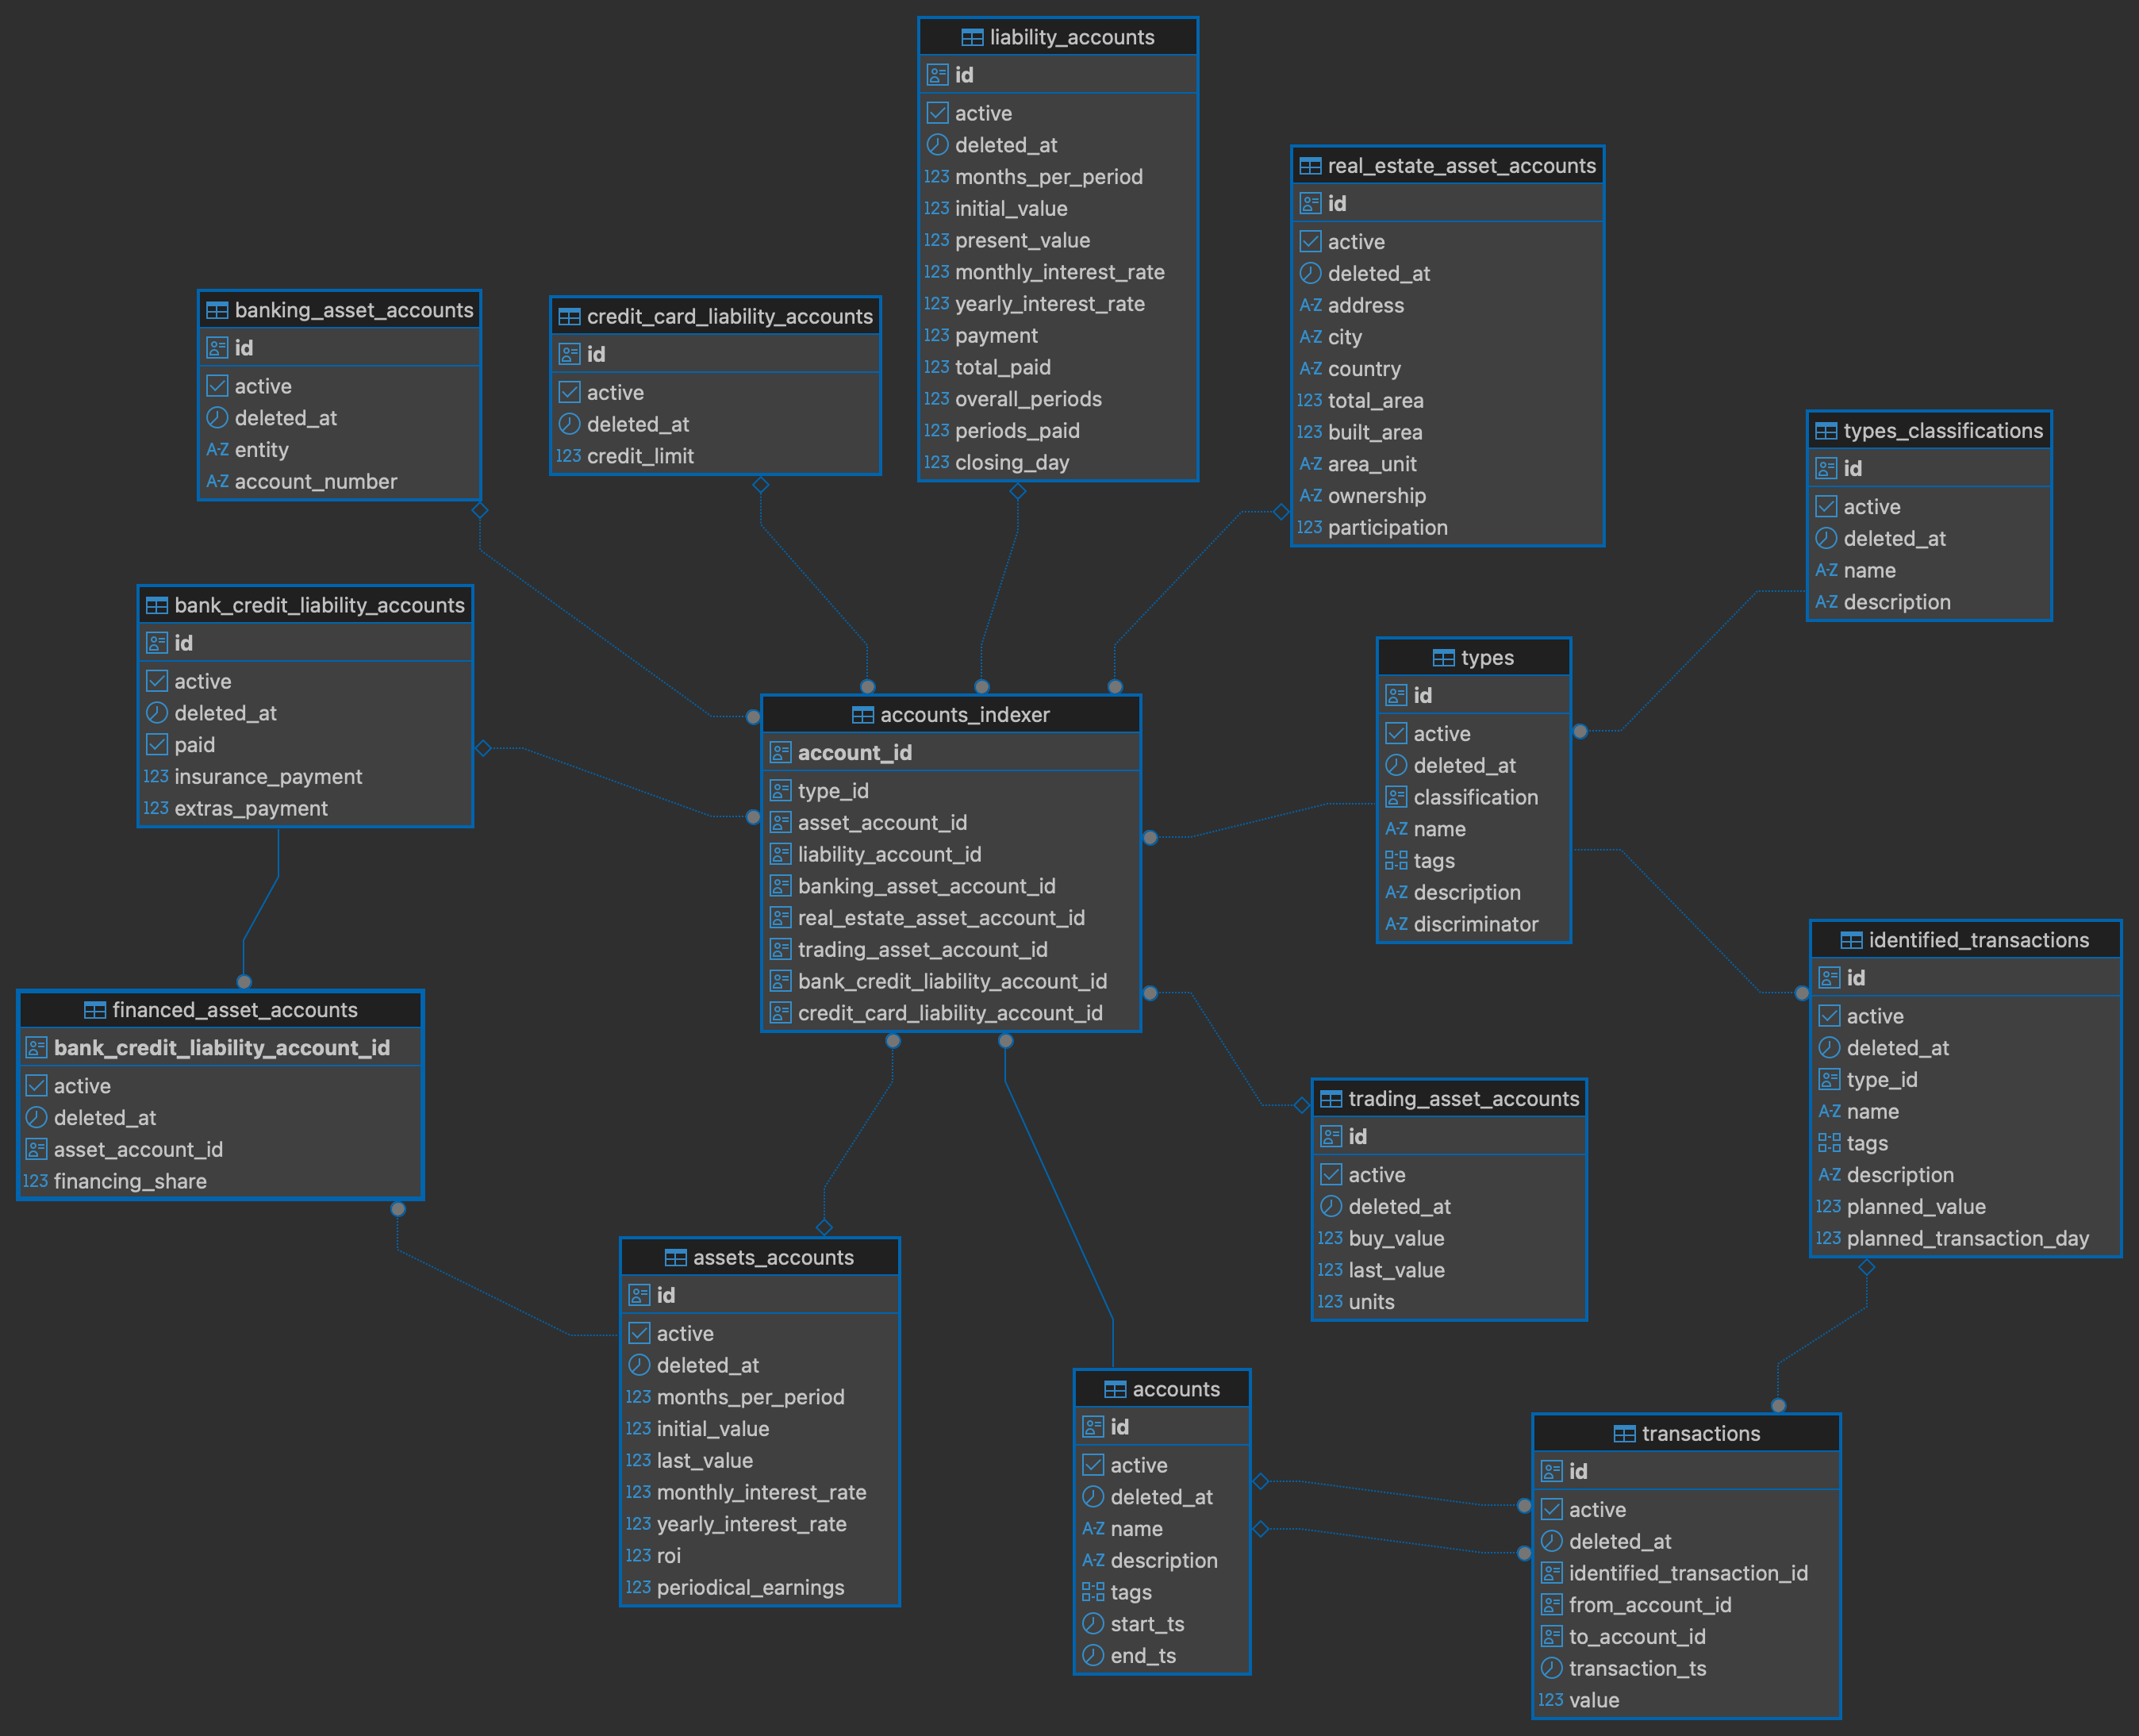 liability_accounts
id
active
deleted_at
123 months_per_period
123 initial_value
123 present_value
123 monthly_interest_rate
123 yearly_interest_rate
123 payment
123 total_paid
123 overall_periods
123 periods_paid
123 closing_day
real_estate_asset_accounts
id
active
deleted_at
A-Z address
A-Z city
A-Z country
123 total_area
123 built_area
A-Z area_unit
A-Z ownership
123 participation
banking_asset_accounts
id
active
deleted_at
A-Z entity
A-Z account_number
credit_card_liability_accounts
id
active
deleted_at
123 credit_limit
types_classifications
id
active
deleted_at
A-Z name
A-Z description
bank_credit_liability_accounts
id
active
deleted_at
paid
123 insurance_payment
123 extras_payment
types
id
active
deleted_at
classification
A-Z name
tags
A-Z description
A-Z discriminator
accounts_indexer
account_id
type_id
asset_account_id
liability_account_id
banking_asset_account_id
real_estate_asset_account_id
trading_asset_account_id
bank_credit_liability_account_id
credit_card_liability_account_id
identified_transactions
id
active
deleted_at
type_id
A-Z name
tags
A-Z description
123 planned_value
123 planned_transaction_day
financed_asset_accounts
bank_credit_liability_account_id
active
deleted_at
asset_account_id
123 financing_share
trading_asset_accounts
id
active
deleted_at
123 buy_value
123 last_value
123 units
assets_accounts
id
active
deleted_at
123 months_per_period
123 initial_value
123 last_value
123 monthly_interest_rate
123 yearly_interest_rate
123 roi
123 periodical_earnings
accounts
id
active
deleted_at
A-Z name
A-Z description
tags
start_ts
end_ts
transactions
id
active
deleted_at
identified_transaction_id
from_account_id
to_account_id
transaction_ts
123 value